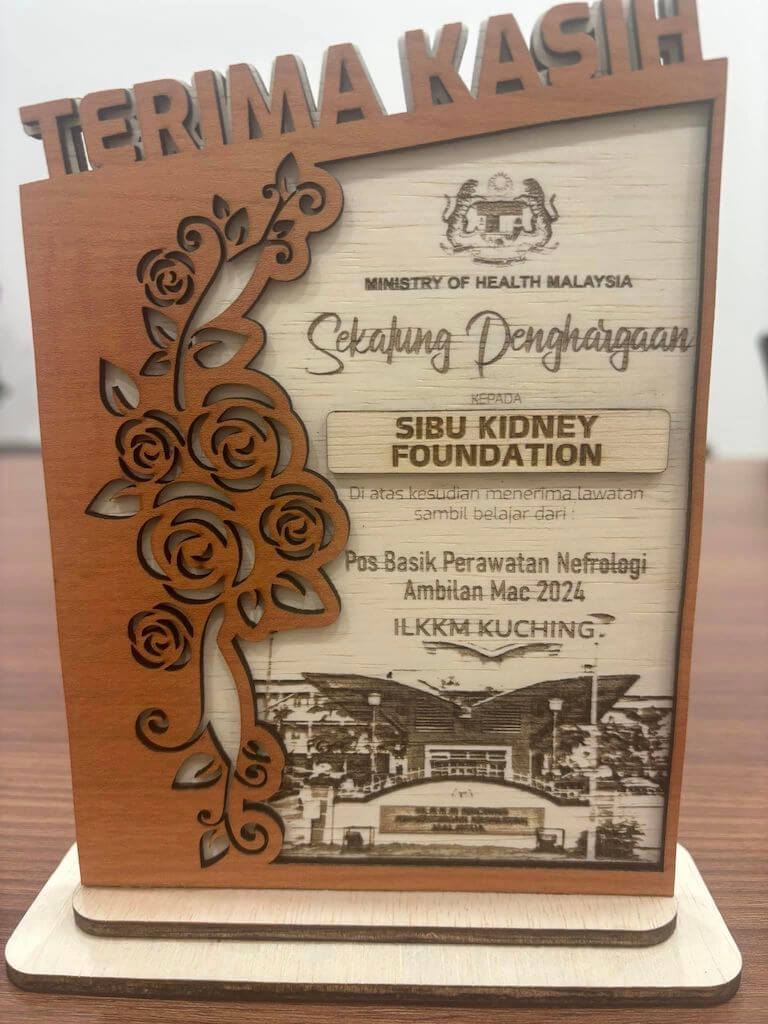 TERIMA KASIH
MINISTRY OF HEALTH MALAYSIA
Sekalung Penghargaan
KEPADA
SIBU KIDNEY
FOUNDATION
Di atas kesudian menerima lawatan
sambil belajar dari :
Pos Basik Perawatan Nefrologi
Ambilan Mac 2024
ILKKM KUCHING.
MALAYSIA